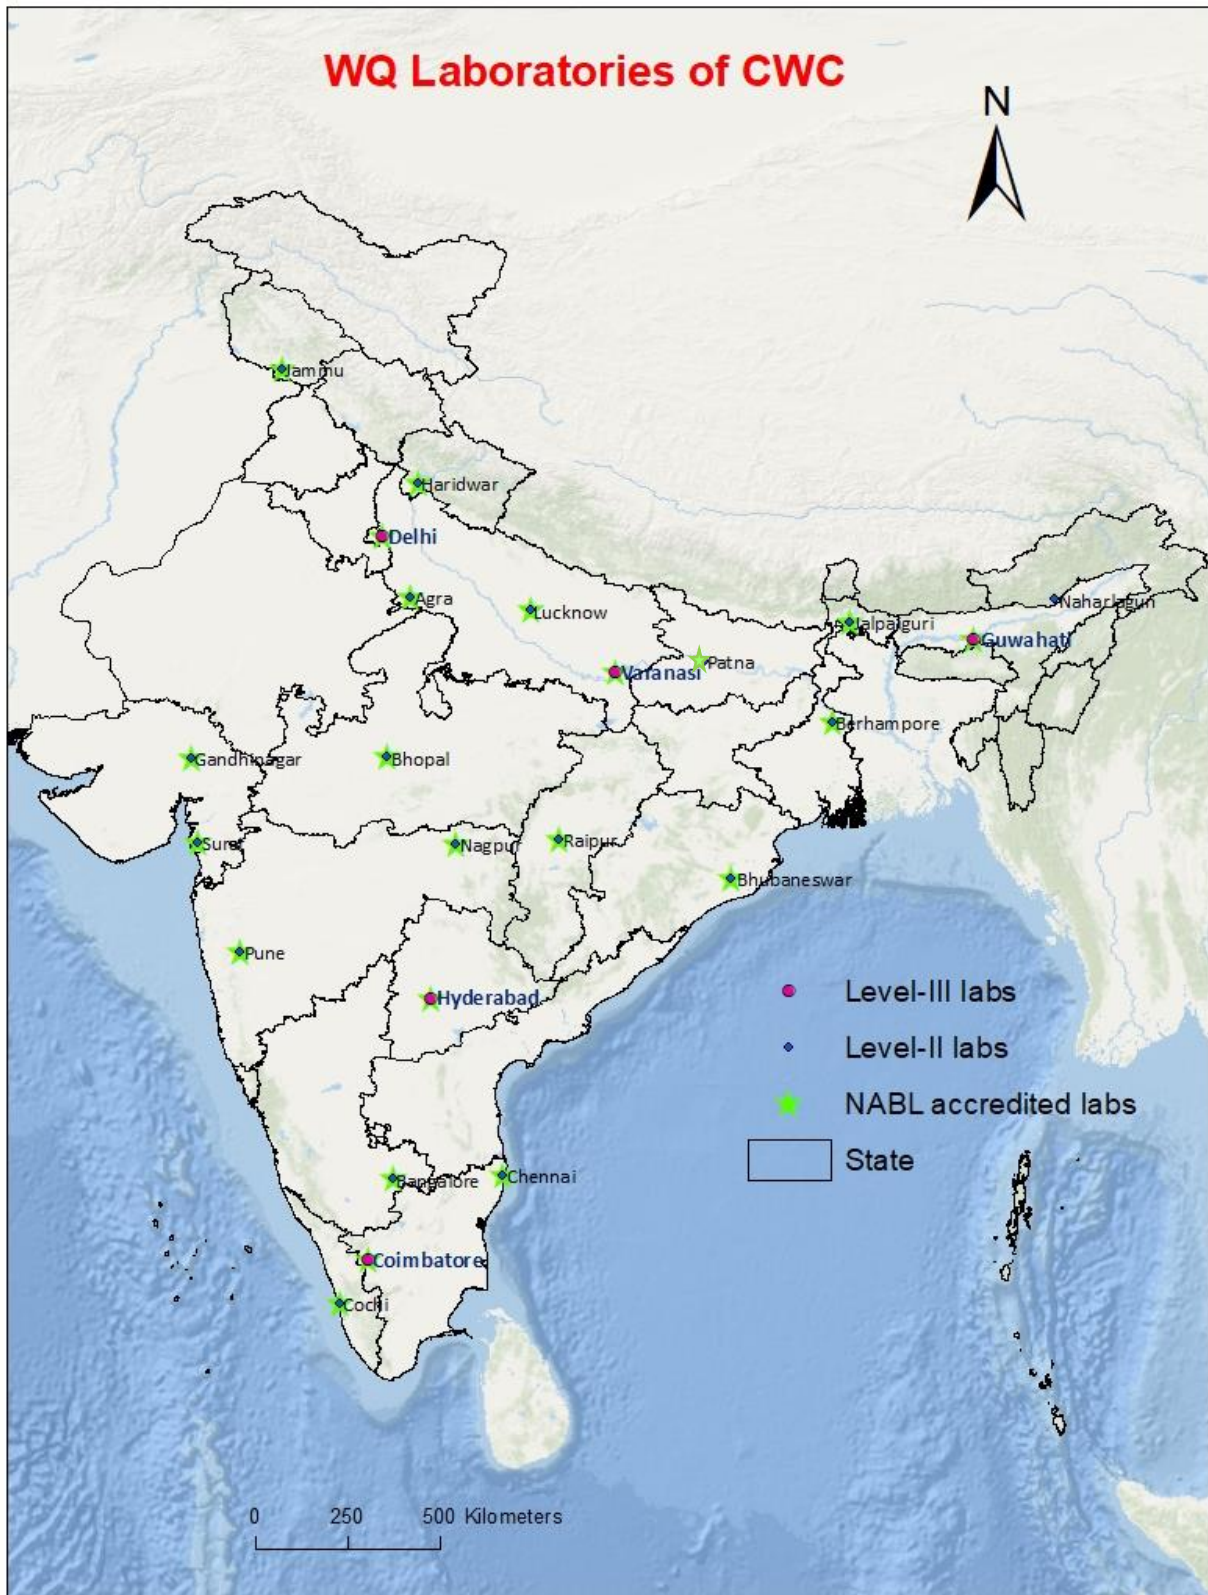 WQ Laboratories of CWC
N
Jammu
Haridwar
Delhi
Agra
Lucknow
Naharlagun
Jalpaiguri
Guwahati
Patna
Varanasi
Berhampore
Gandhinagar
Bhopal
Surat
Nagpur
Raipur
Bhubaneswar
Pune
Hyderabad
Level-III labs
Level-II labs
NABL accredited labs
State
Bangalore
Chennai
Coimbatore
Cochi
0 250 500 Kilometers